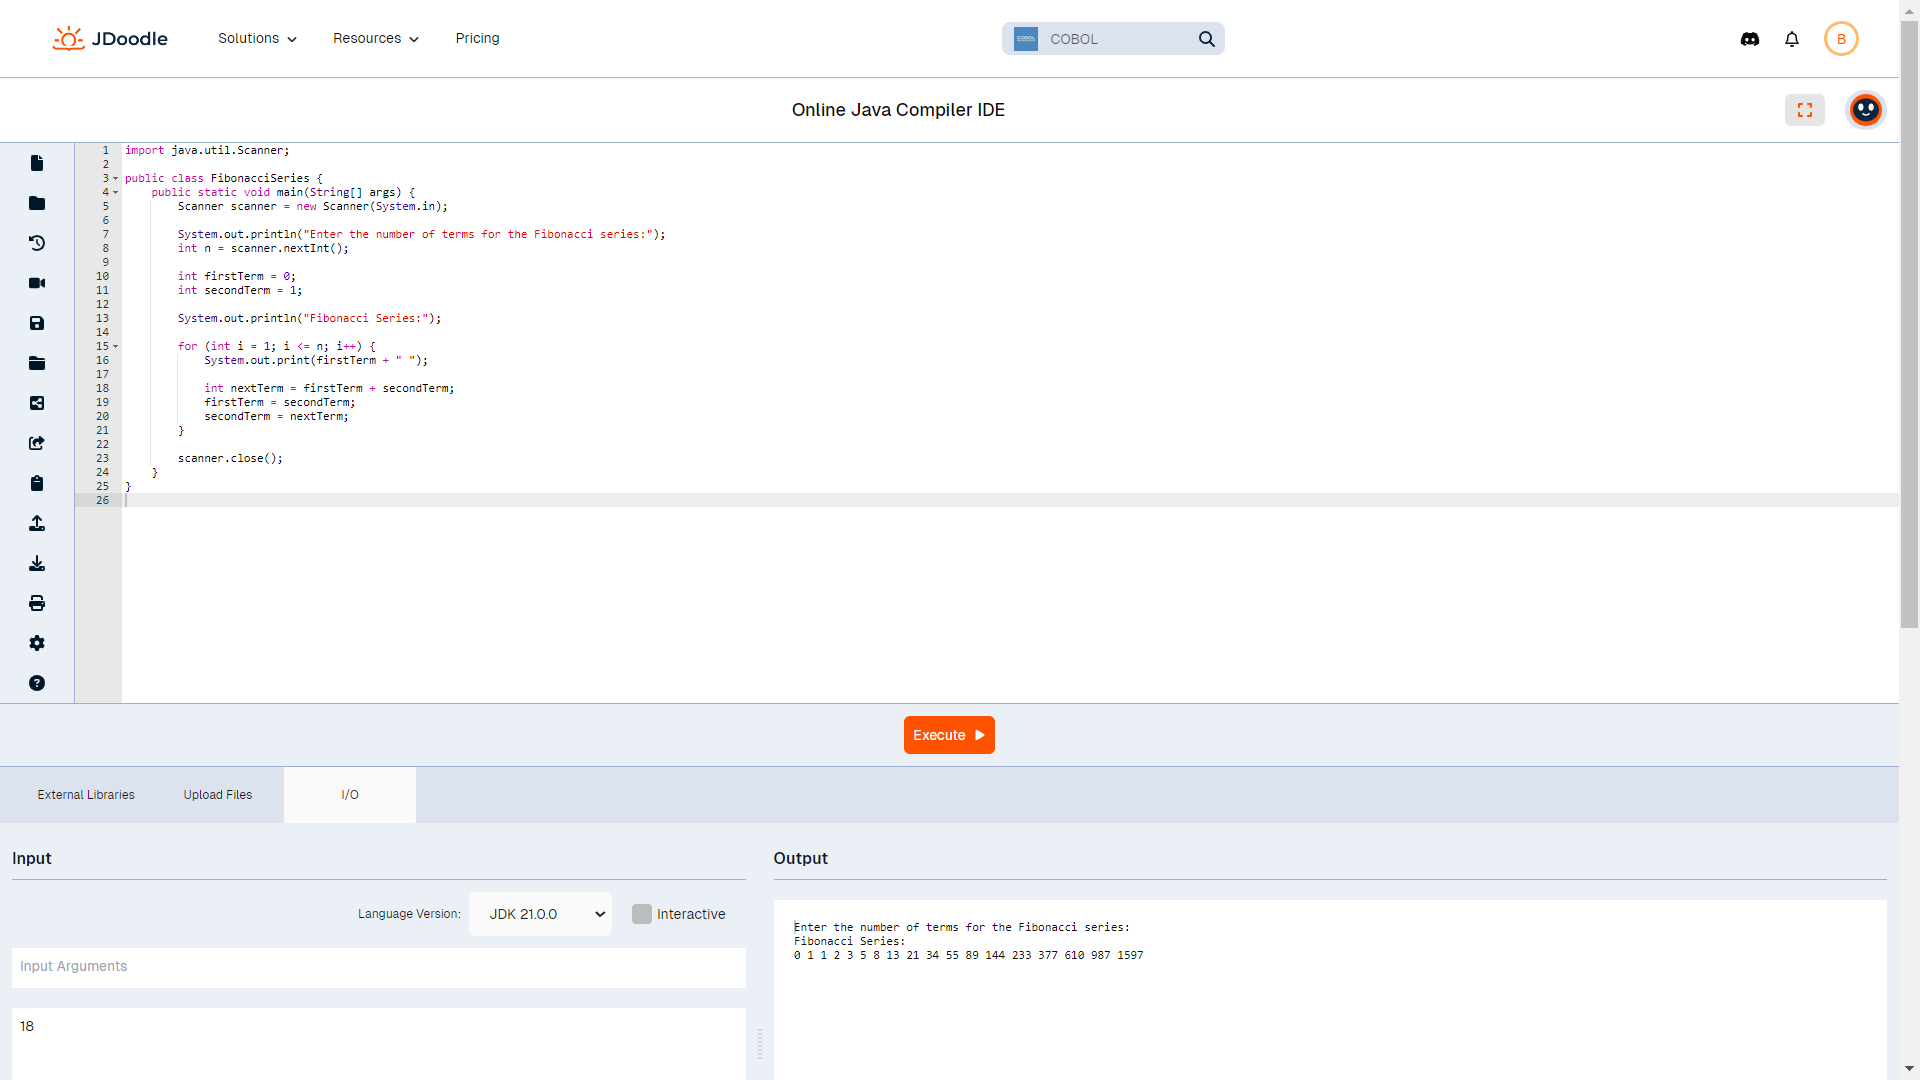 JDoodle
Solutions
Resources
Pricing
COBOL
COBOL
B
Online Java Compiler IDE
1 import java.util.Scanner;
2
3 public class FibonacciSeries {
4     public static void main(String[] args) {
5         Scanner scanner = new Scanner(System.in);
6
7         System.out.println("Enter the number of terms for the Fibonacci series:");
8         int n = scanner.nextInt();
9
10         int firstTerm = 0;
11         int secondTerm = 1;
12
13         System.out.println("Fibonacci Series:");
14
15         for (int i = 1; i <= n; i++) {
16             System.out.print(firstTerm + " ");
17
18             int nextTerm = firstTerm + secondTerm;
19             firstTerm = secondTerm;
20             secondTerm = nextTerm;
21         }
22
23         scanner.close();
24     }
25 }
26
Execute
External Libraries
Upload Files
I/O
Input
Language Version:
JDK 21.0.0
Interactive
Input Arguments
18
Output
Enter the number of terms for the Fibonacci series:
Fibonacci Series:
0 1 1 2 3 5 8 13 21 34 55 89 144 233 377 610 987 1597